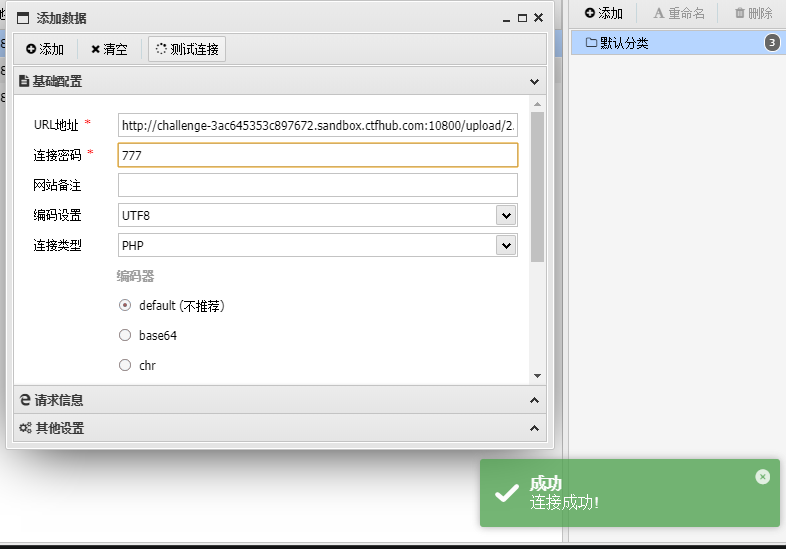 添加数据
添加 清空 测试连接
基础配置
URL地址 * http://challenge-3ac645353c897672.sandbox.ctfhub.com:10800/upload/2.
连接密码 * 777
网站备注
编码设置 UTF8
连接类型 PHP
编码器
default (不推荐)
base64
chr
请求信息
其他设置
添加 重命名 删除
默认分类 3
成功
连接成功!